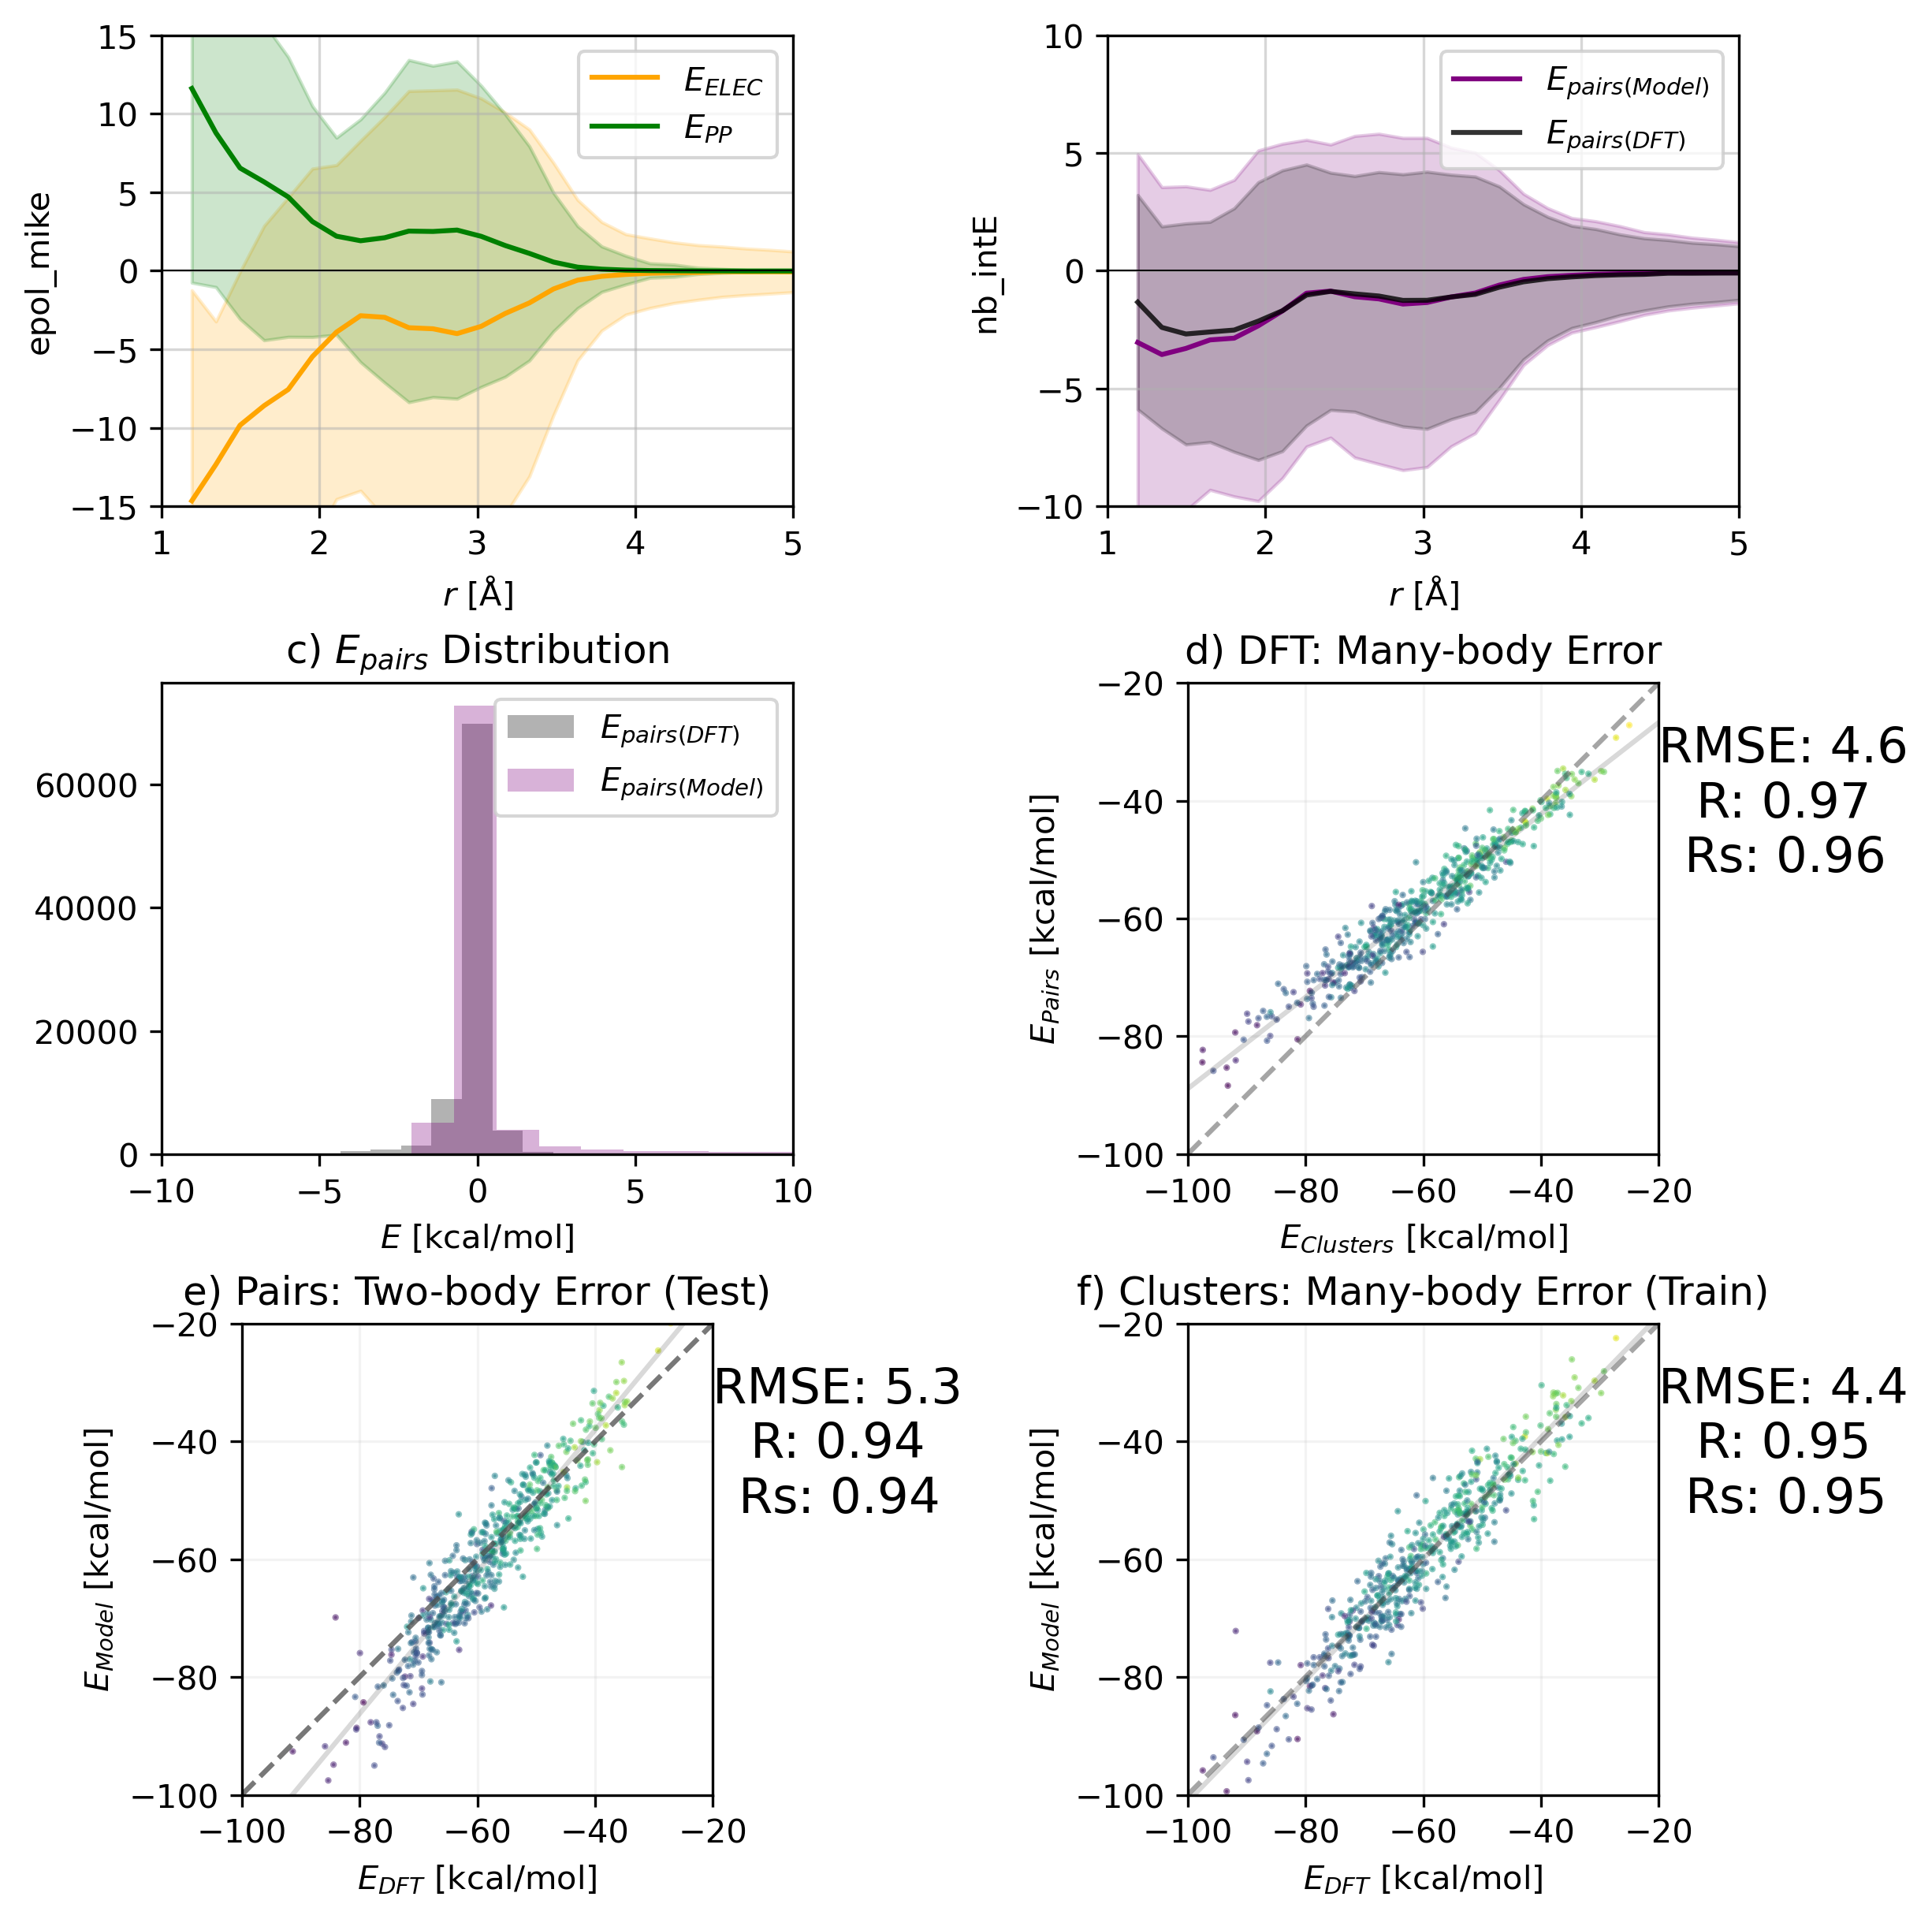 15
10
5
0
−5
−10
−15
epol_mike
E_ELEC
E_PP
1 2 3 4 5
r [Å]
10
5
0
−5
−10
nb_intE
E_pairs(Model)
E_pairs(DFT)
1 2 3 4 5
r [Å]
c) E_pairs Distribution
60000
40000
20000
0
E_pairs(DFT)
E_pairs(Model)
−10 −5 0 5 10
E [kcal/mol]
d) DFT: Many-body Error
−20
−40
−60
−80
−100
E_Pairs [kcal/mol]
RMSE: 4.6
R: 0.97
Rs: 0.96
−100 −80 −60 −40 −20
E_Clusters [kcal/mol]
e) Pairs: Two-body Error (Test)
−20
−40
−60
−80
−100
E_Model [kcal/mol]
RMSE: 5.3
R: 0.94
Rs: 0.94
−100 −80 −60 −40 −20
E_DFT [kcal/mol]
f) Clusters: Many-body Error (Train)
−20
−40
−60
−80
−100
E_Model [kcal/mol]
RMSE: 4.4
R: 0.95
Rs: 0.95
−100 −80 −60 −40 −20
E_DFT [kcal/mol]